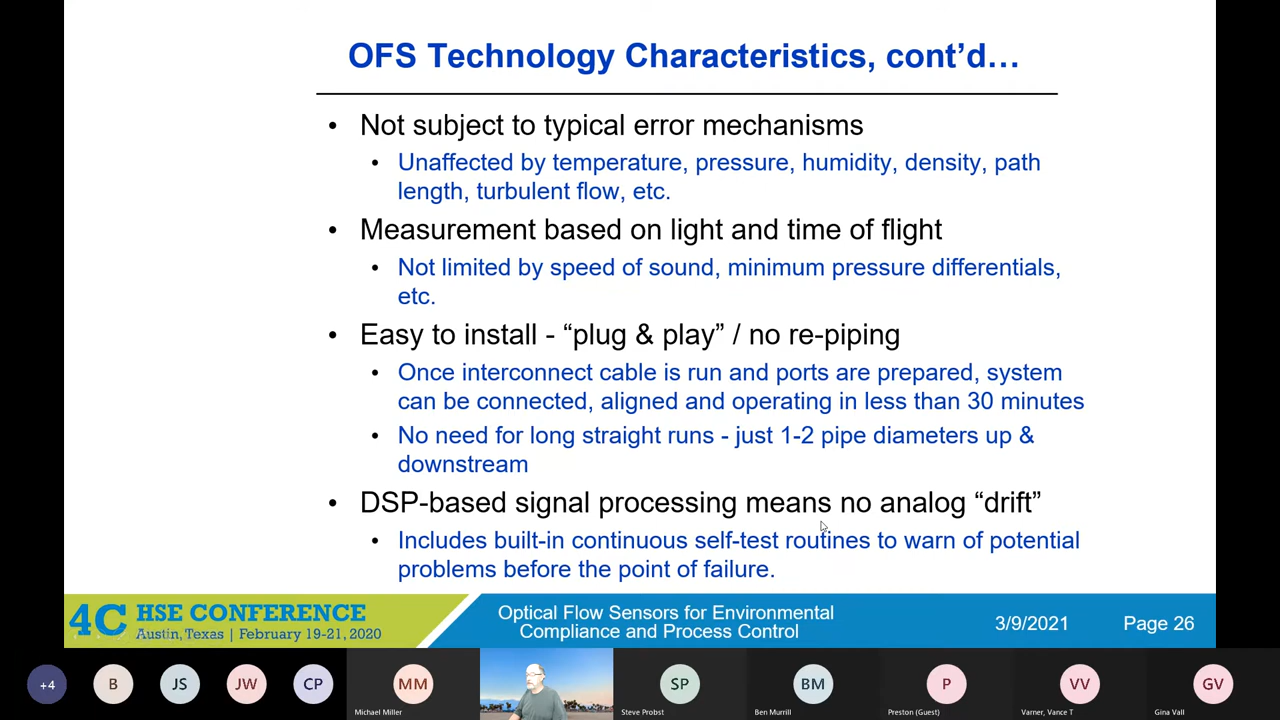 OFS Technology Characteristics, cont’d…
• Not subject to typical error mechanisms
• Unaffected by temperature, pressure, humidity, density, path
length, turbulent flow, etc.
• Measurement based on light and time of flight
• Not limited by speed of sound, minimum pressure differentials,
etc.
• Easy to install - “plug & play” / no re-piping
• Once interconnect cable is run and ports are prepared, system
can be connected, aligned and operating in less than 30 minutes
• No need for long straight runs - just 1-2 pipe diameters up &
downstream
• DSP-based signal processing means no analog “drift”
• Includes built-in continuous self-test routines to warn of potential
problems before the point of failure.
4C HSE CONFERENCE
Austin, Texas | February 19-21, 2020
Optical Flow Sensors for Environmental
Compliance and Process Control
3/9/2021
Page 26
+4
B
JS
JW
CP
MM
Michael Miller
SP
Steve Probst
BM
Ben Murrill
P
Preston (Guest)
VV
Varner, Vance T
GV
Gina Vall